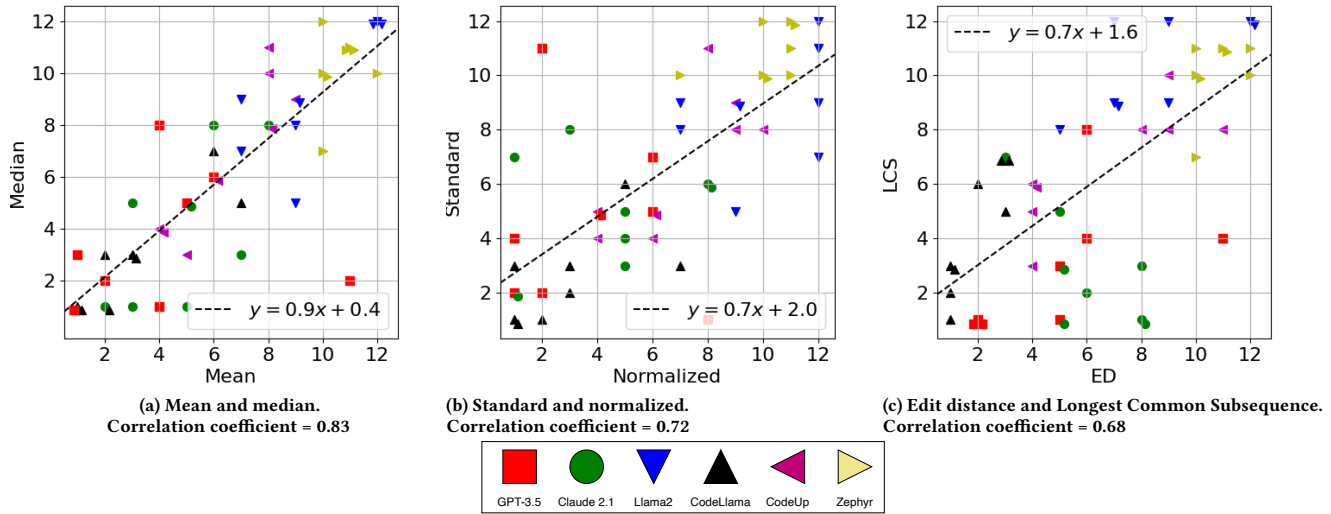 12
10
8
6
4
2
Median
y = 0.9x + 0.4
2 4 6 8 10 12
Mean
(a) Mean and median.
Correlation coefficient = 0.83
12
10
8
6
4
2
Standard
y = 0.7x + 2.0
2 4 6 8 10 12
Normalized
(b) Standard and normalized.
Correlation coefficient = 0.72
12
10
8
6
4
2
LCS
y = 0.7x + 1.6
2 4 6 8 10 12
ED
(c) Edit distance and Longest Common Subsequence.
Correlation coefficient = 0.68
GPT-3.5 Claude 2.1 Llama2 CodeLlama CodeUp Zephyr